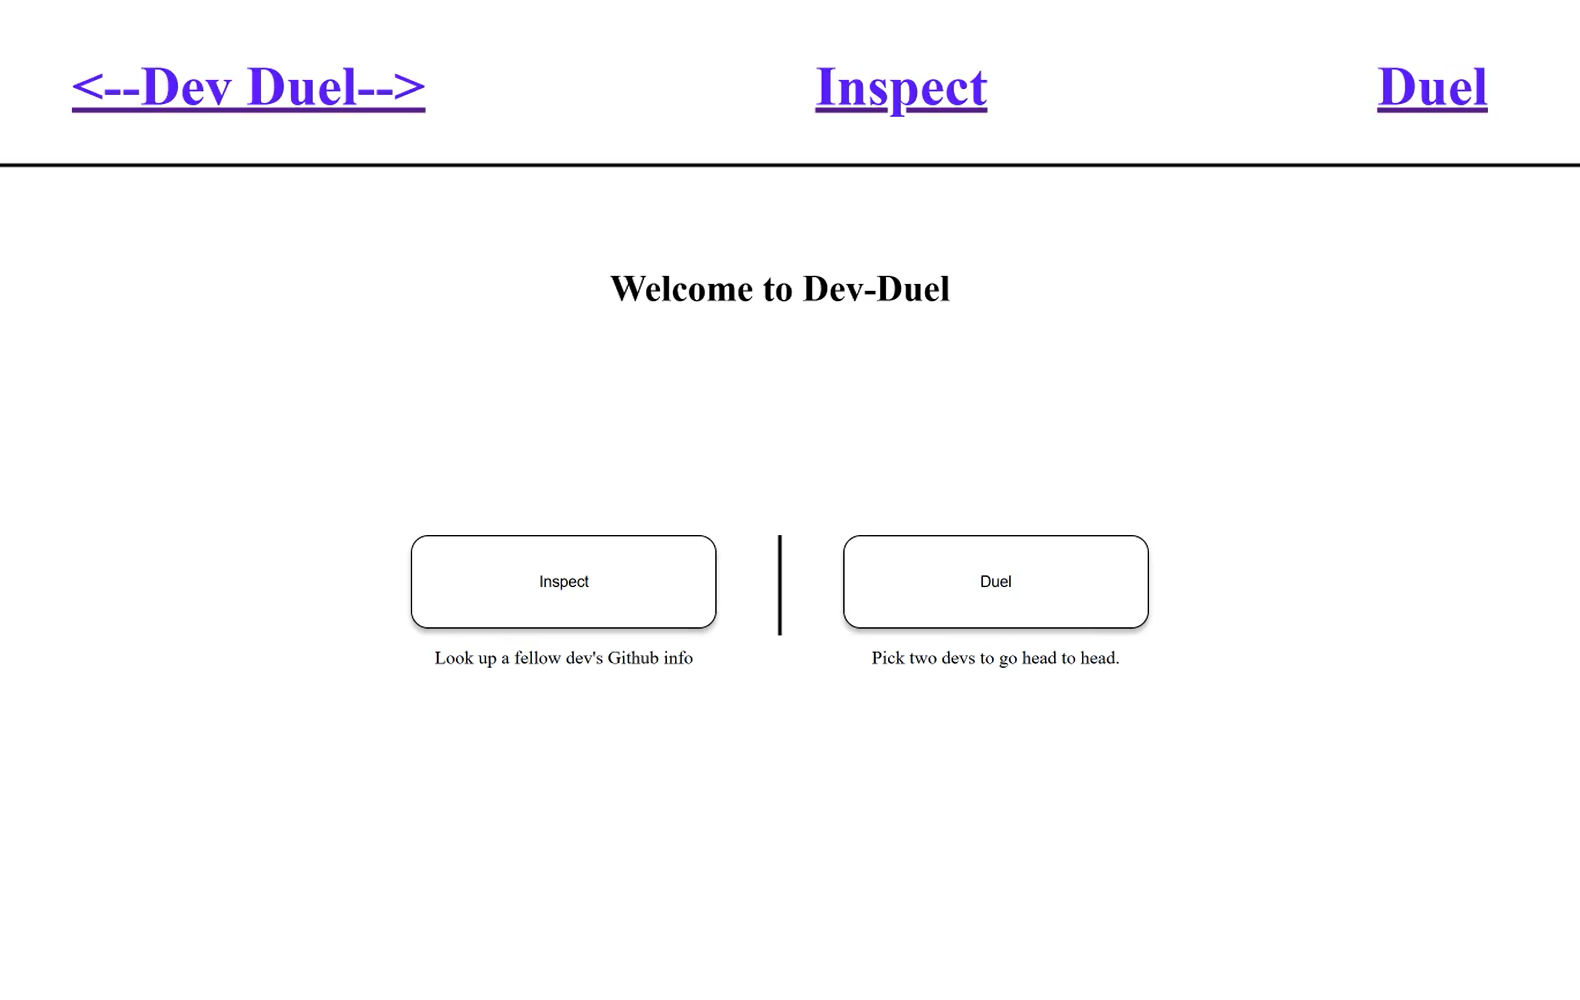 <--Dev Duel--> Inspect Duel
Welcome to Dev-Duel
Inspect Duel
Look up a fellow dev's Github info Pick two devs to go head to head.